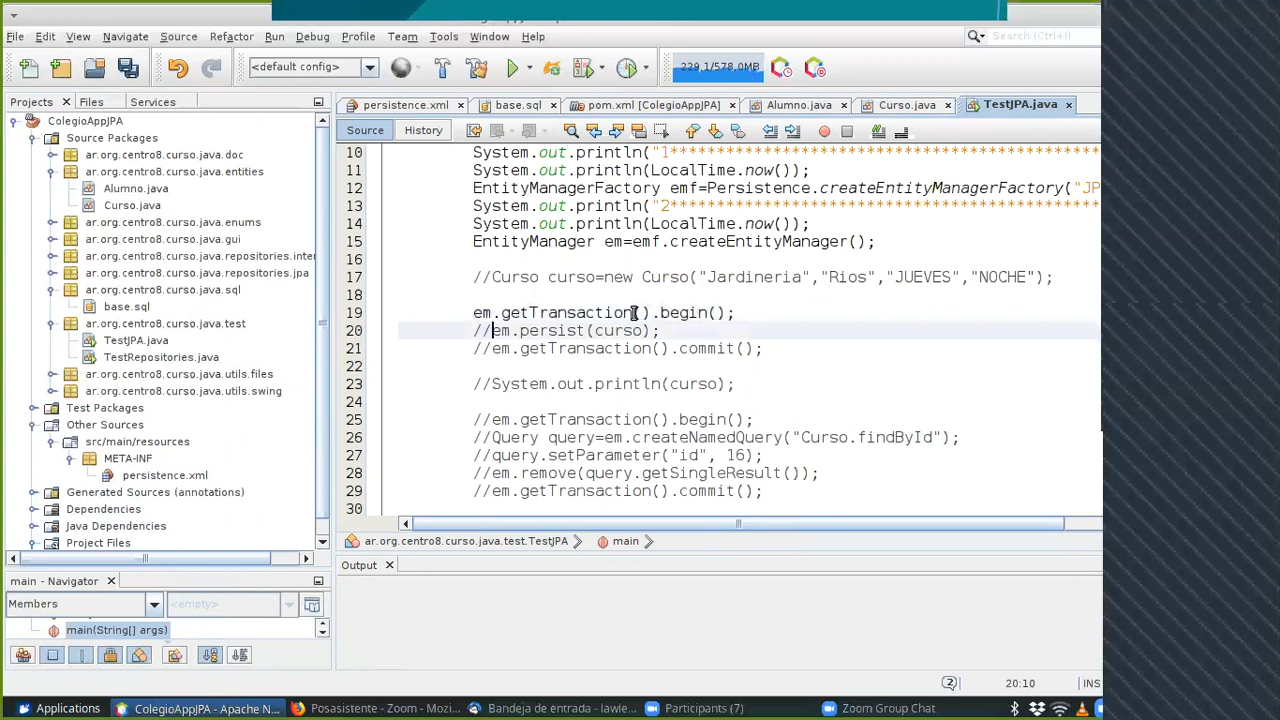 File Edit View Navigate Source Refactor Run Debug Profile Team Tools Window Help
Search (Ctrl+I)
<default config>
229,1/578,0MB
Projects Files Services
persistence.xml base.sql pom.xml [ColegioAppJPA] Alumno.java Curso.java TestJPA.java
Source History
ColegioAppJPA
Source Packages
ar.org.centro8.curso.java.doc
ar.org.centro8.curso.java.entities
Alumno.java
Curso.java
ar.org.centro8.curso.java.enums
ar.org.centro8.curso.java.gui
ar.org.centro8.curso.java.repositories.inter
ar.org.centro8.curso.java.repositories.jpa
ar.org.centro8.curso.java.sql
base.sql
ar.org.centro8.curso.java.test
TestJPA.java
TestRepositories.java
ar.org.centro8.curso.java.utils.files
ar.org.centro8.curso.java.utils.swing
Test Packages
Other Sources
src/main/resources
META-INF
persistence.xml
Generated Sources (annotations)
Dependencies
Java Dependencies
Project Files
10 System.out.println("1**********************************************
11 System.out.println(LocalTime.now());
12 EntityManagerFactory emf=Persistence.createEntityManagerFactory("JP
13 System.out.println("2**********************************************
14 System.out.println(LocalTime.now());
15 EntityManager em=emf.createEntityManager();
16
17 //Curso curso=new Curso("Jardineria","Rios","JUEVES","NOCHE");
18
19 em.getTransaction().begin();
20 //em.persist(curso);
21 //em.getTransaction().commit();
22
23 //System.out.println(curso);
24
25 //em.getTransaction().begin();
26 //Query query=em.createNamedQuery("Curso.findById");
27 //query.setParameter("id", 16);
28 //em.remove(query.getSingleResult());
29 //em.getTransaction().commit();
30
ar.org.centro8.curso.java.test.TestJPA main
Output
main - Navigator
Members <empty>
main(String[] args)
2 20:10 INS
Applications ColegioAppJPA - Apache N... Posasistente - Zoom - Mozi... Bandeja de entrada - lawle... Participants (7) Zoom Group Chat